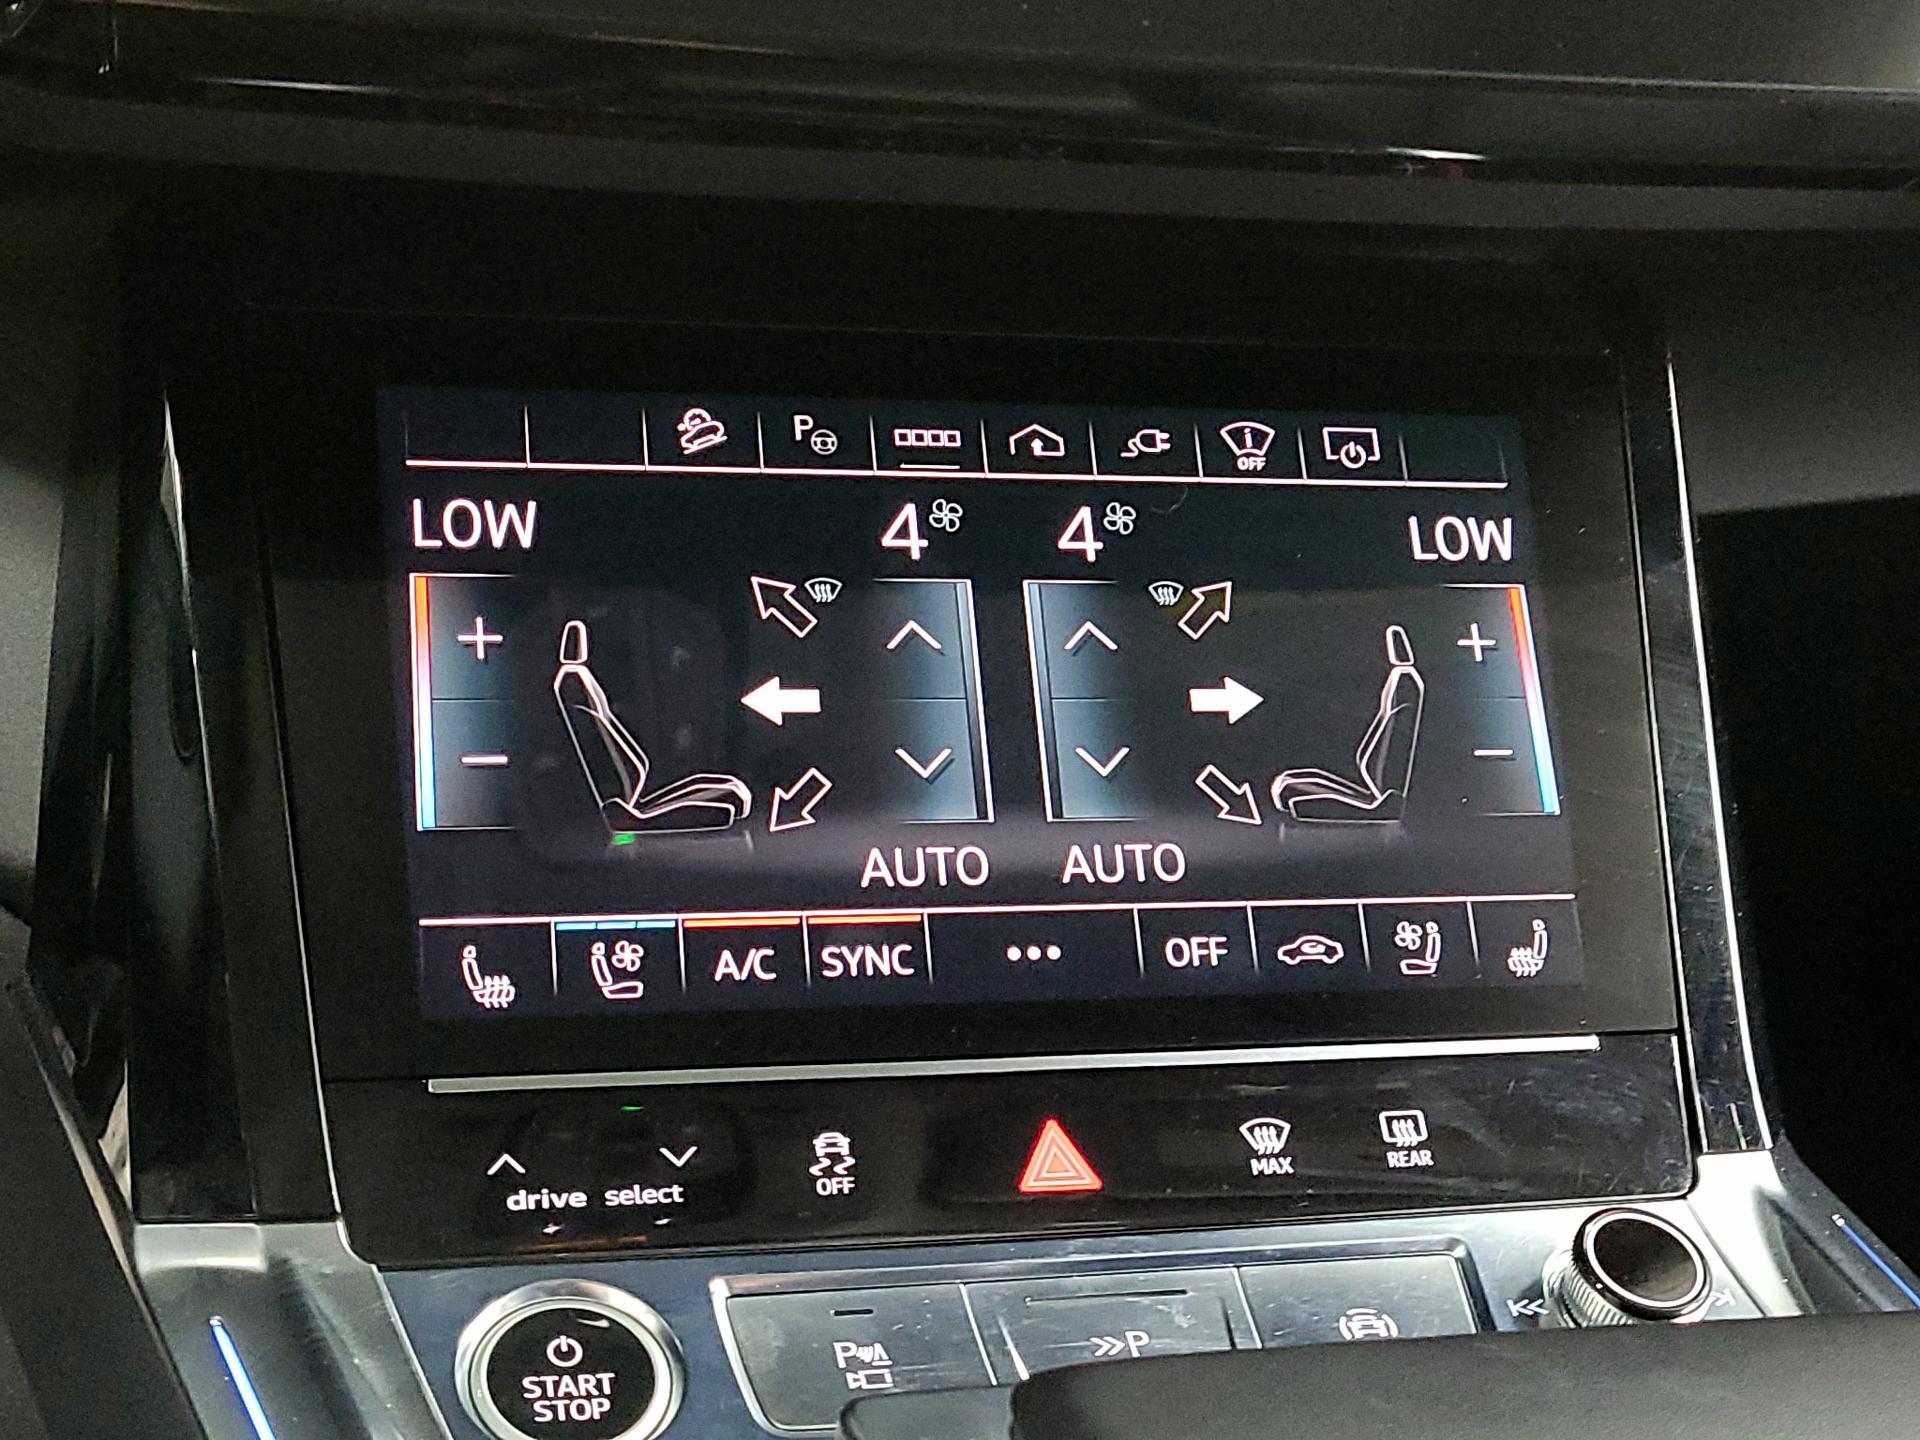 P
OFF
LOW 4 4 LOW
AUTO AUTO
A/C SYNC ••• OFF
drive select OFF MAX REAR
START
STOP
P
>>P